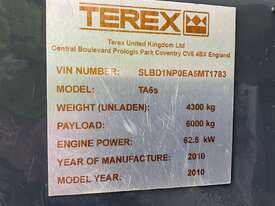 TEREX
Terex United Kingdom Ltd
Central Boulevard Prologis Park Coventry CV6 4BX England
VIN NUMBER: SLBD1NP0EA6MT1783
MODEL: TA6s
WEIGHT (UNLADEN): 4300 kg
PAYLOAD: 6000 kg
ENGINE POWER: 62.5 kW
YEAR OF MANUFACTURE: 2010
MODEL YEAR: 2010